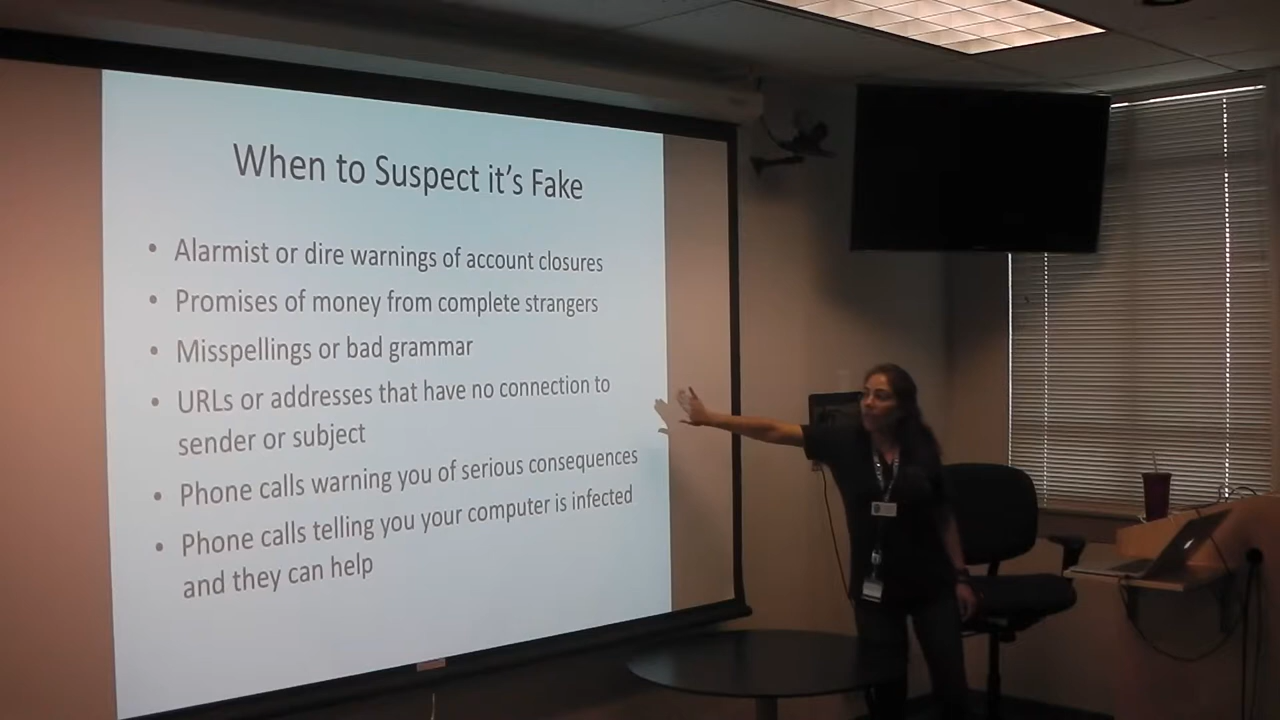 When to Suspect it's Fake
• Alarmist or dire warnings of account closures
• Promises of money from complete strangers
• Misspellings or bad grammar
• URLs or addresses that have no connection to
sender or subject
• Phone calls warning you of serious consequences
• Phone calls telling you your computer is infected
and they can help